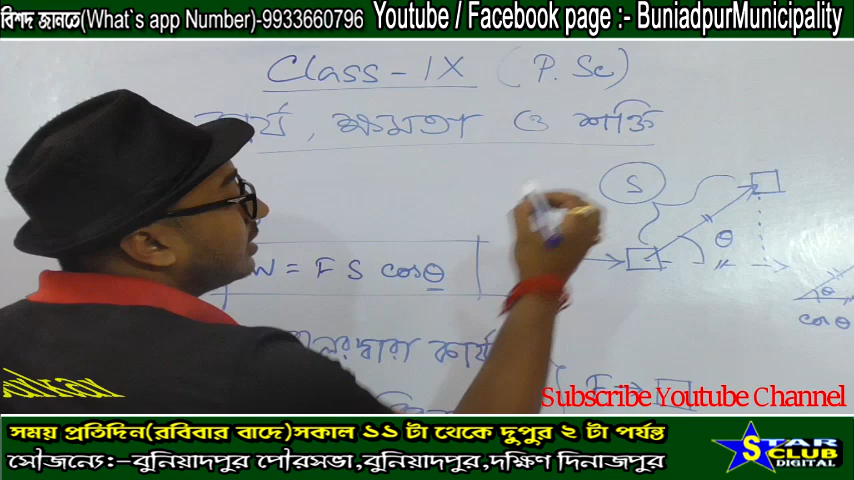 বিশদ জানতে(What`s app Number)-9933660796 Youtube / Facebook page :- BuniadpurMunicipality
Class - IX (P. Sc)
কার্য, ক্ষমতা ও শক্তি
S
θ
W = F S cosθ
θ
cos θ
দ্বারা কার্য
F →
Subscribe Youtube Channel
সময় প্রতিদিন(রবিবার বাদে)সকাল ১১ টা থেকে দুপুর ২ টা পর্যন্ত
সৌজন্যে:-বুনিয়াদপুর পৌরসভা,বুনিয়াদপুর,দক্ষিণ দিনাজপুর
STAR CLUB DIGITAL